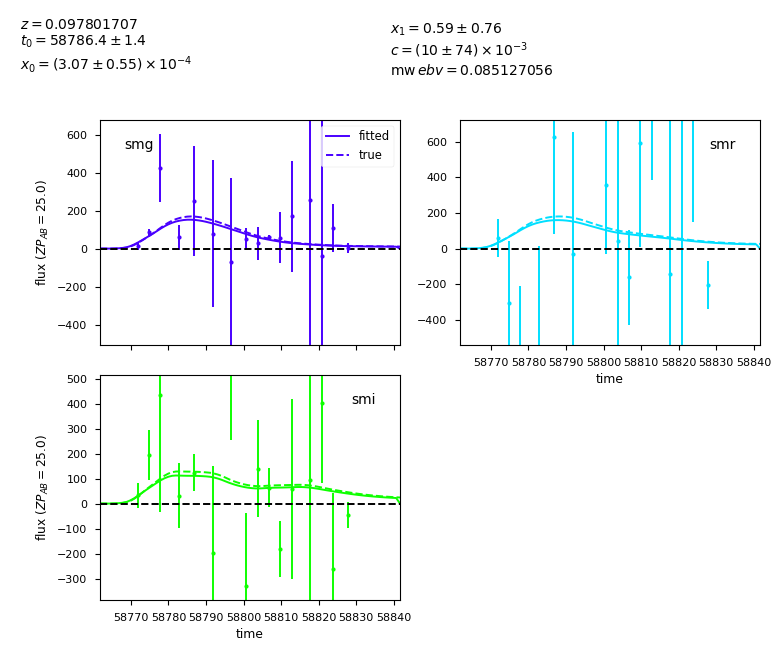 z = 0.097801707
t₀ = 58786.4 ± 1.4
x₀ = (3.07 ± 0.55) × 10⁻⁴
x₁ = 0.59 ± 0.76
c = (10 ± 74) × 10⁻³
mw ebv = 0.085127056
smg
fitted
true
600
400
200
0
−200
−400
flux (ZP_AB = 25.0)
smr
600
400
200
0
−200
−400
58770 58780 58790 58800 58810 58820 58830 58840
time
smi
500
400
300
200
100
0
−100
−200
−300
flux (ZP_AB = 25.0)
58770 58780 58790 58800 58810 58820 58830 58840
time